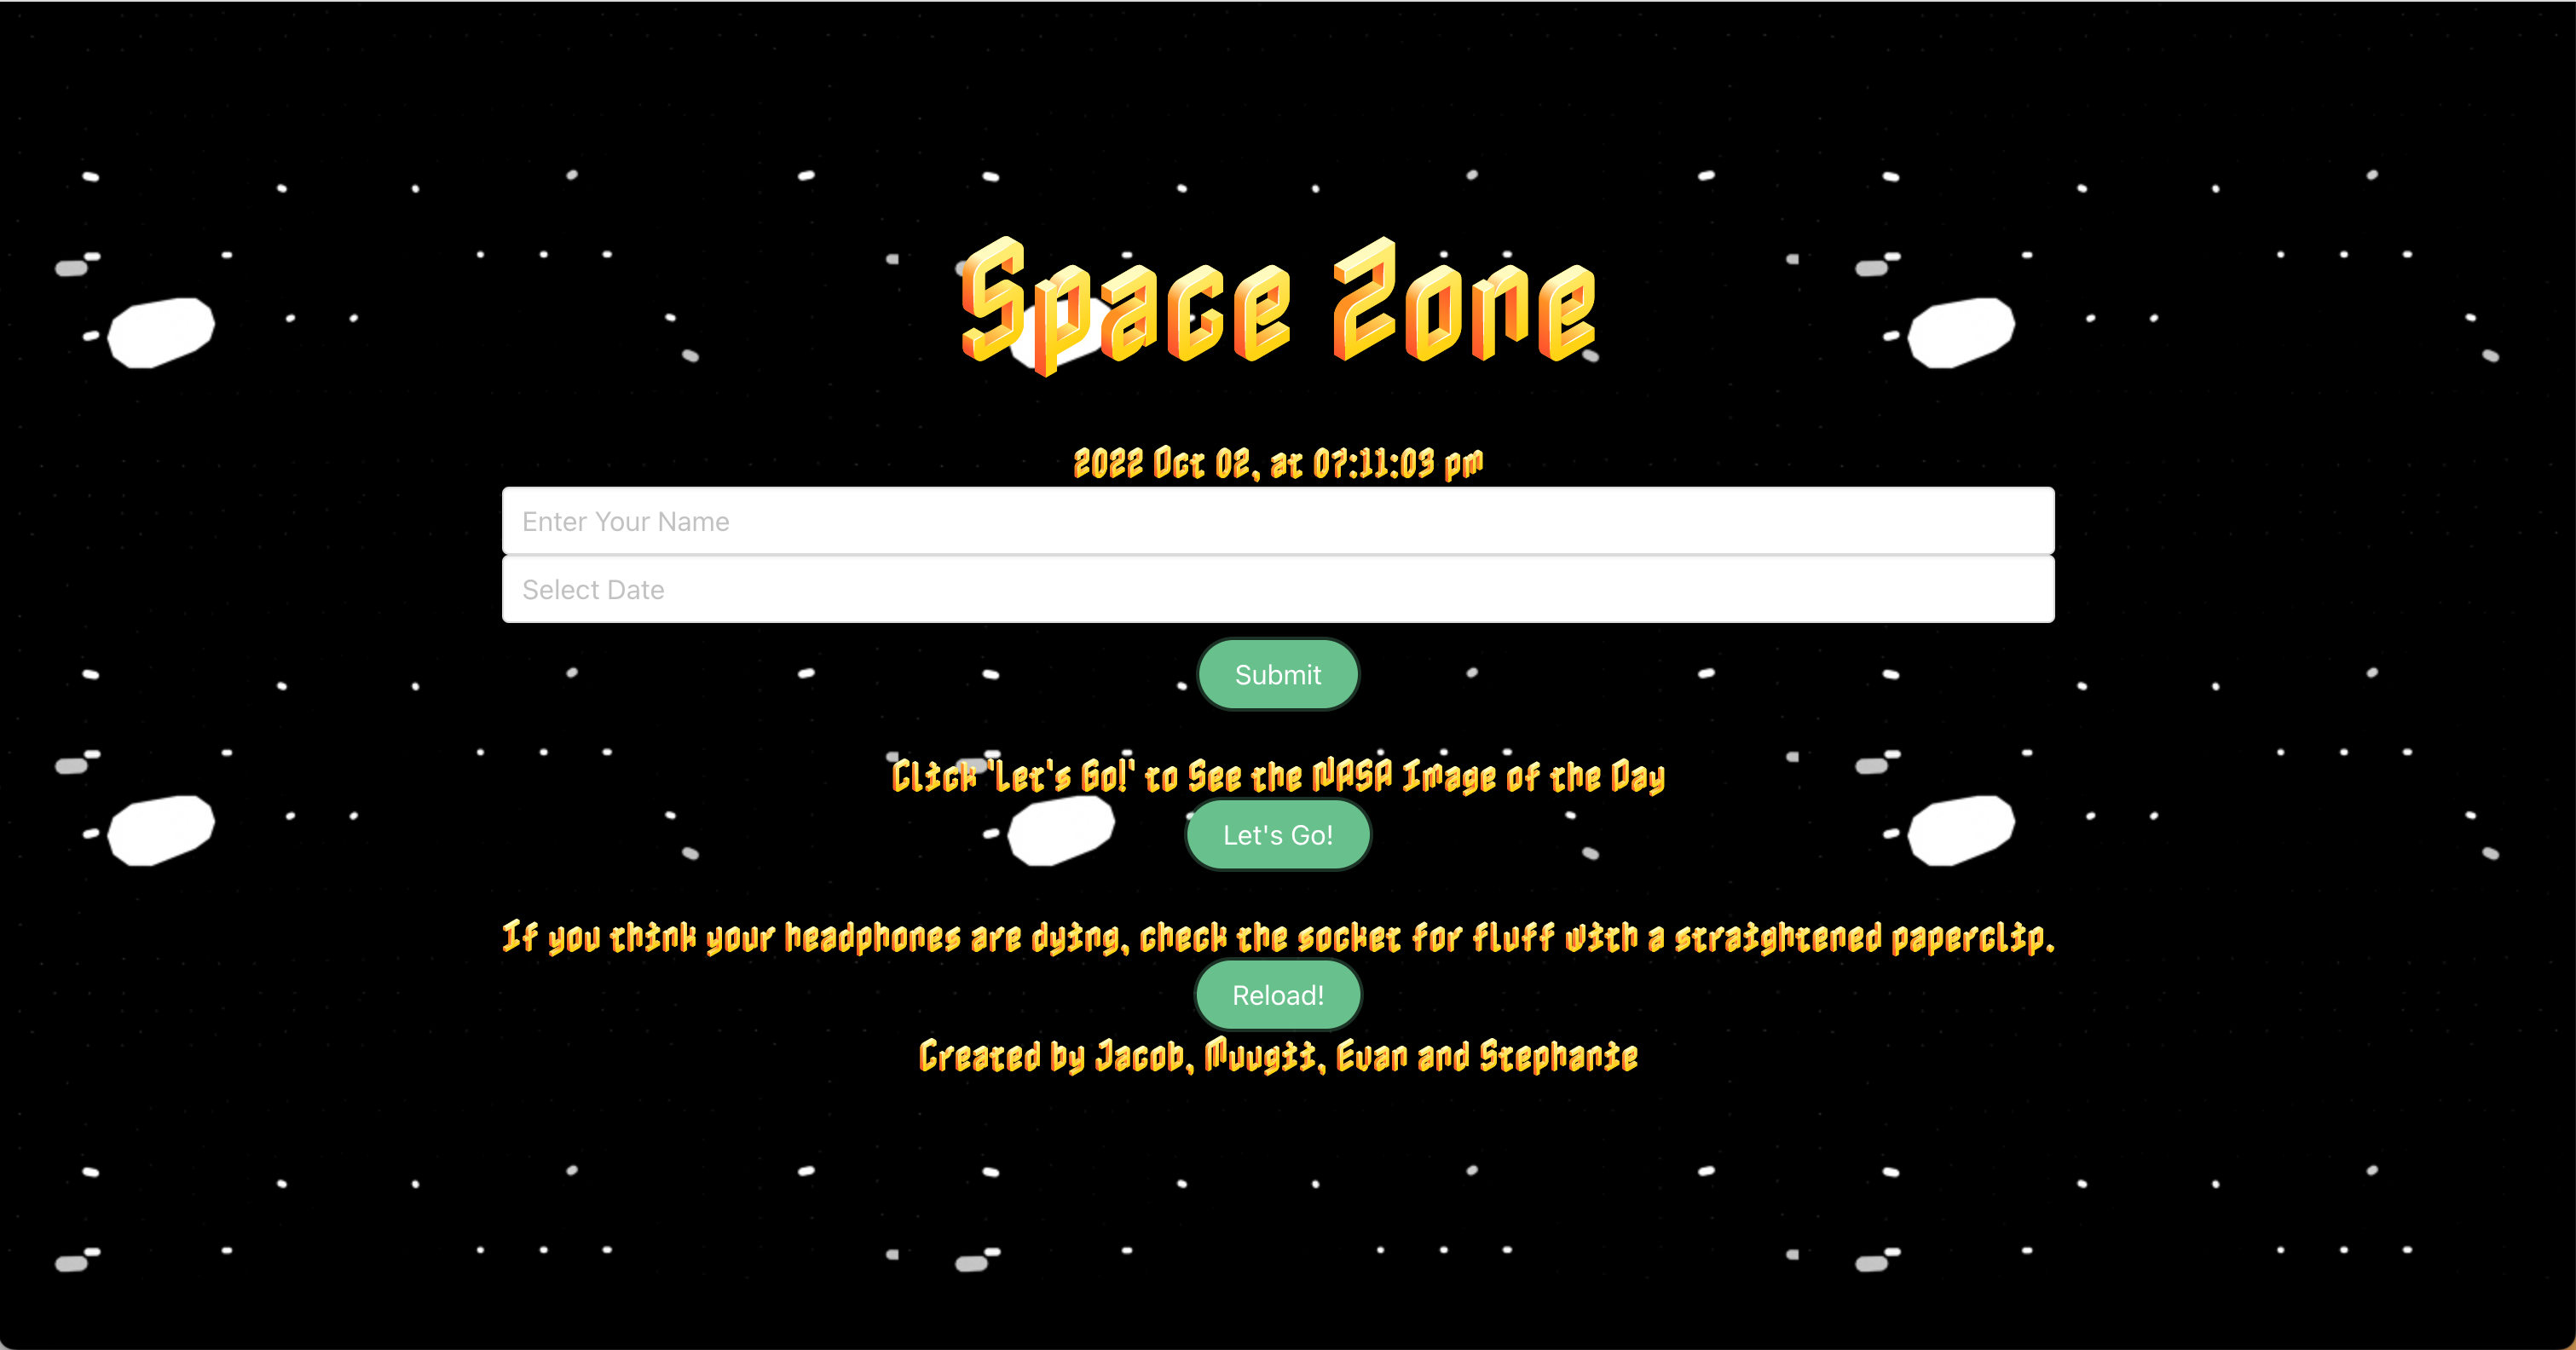 Space Zone
2022 Oct 02, at 07:11:03 pm
Enter Your Name
Select Date
Submit
Click 'Let's Go!' to See the NASA Image of the Day
Let's Go!
If you think your headphones are dying, check the socket for fluff with a straightened paperclip.
Reload!
Created by Jacob, Muugii, Evan and Stephanie